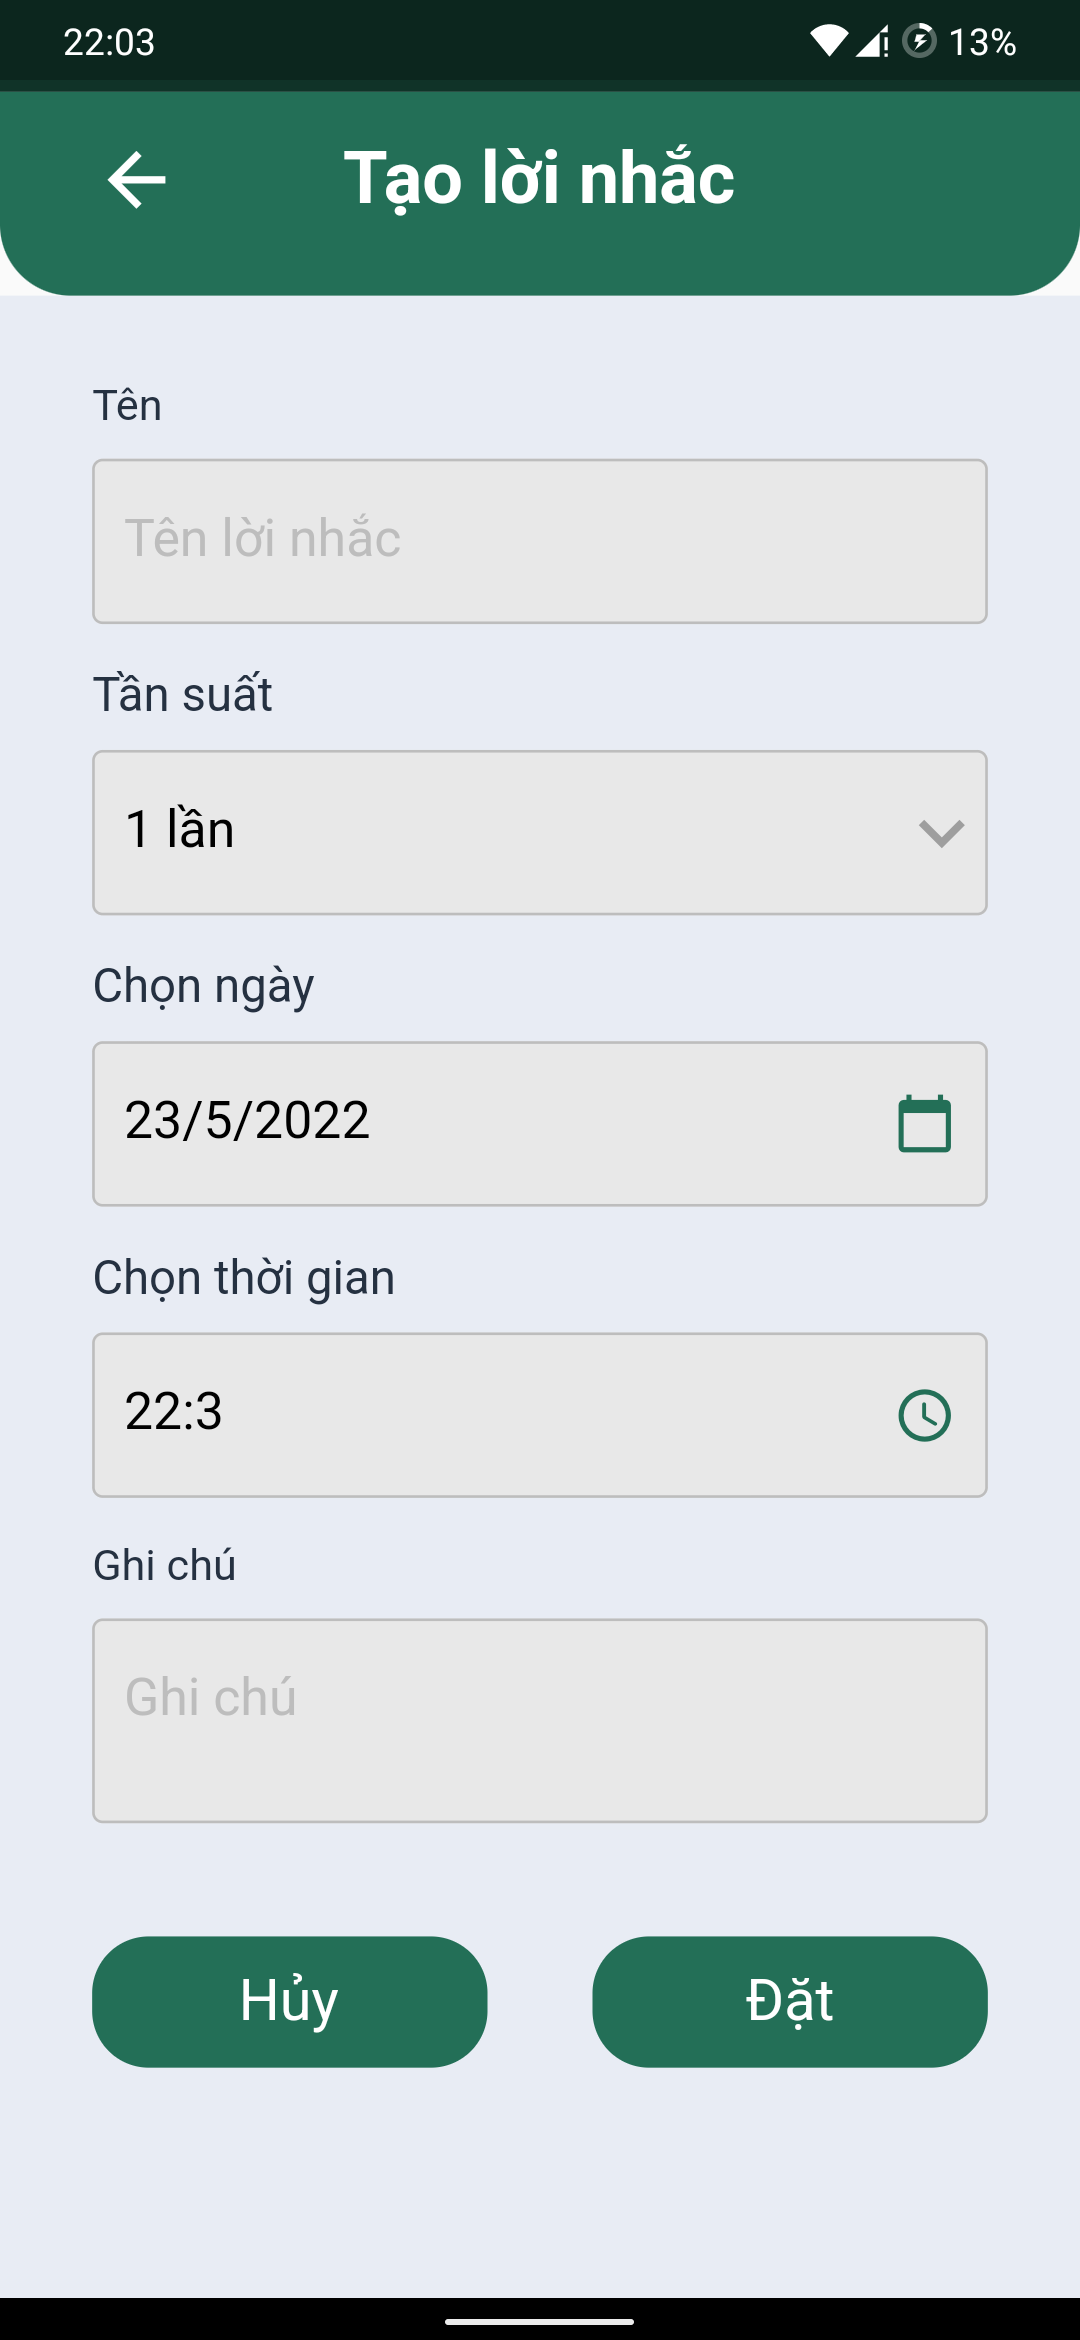 22:03
13%
Tạo lời nhắc
Tên
Tên lời nhắc
Tần suất
1 lần
Chọn ngày
23/5/2022
Chọn thời gian
22:3
Ghi chú
Ghi chú
Hủy
Đặt